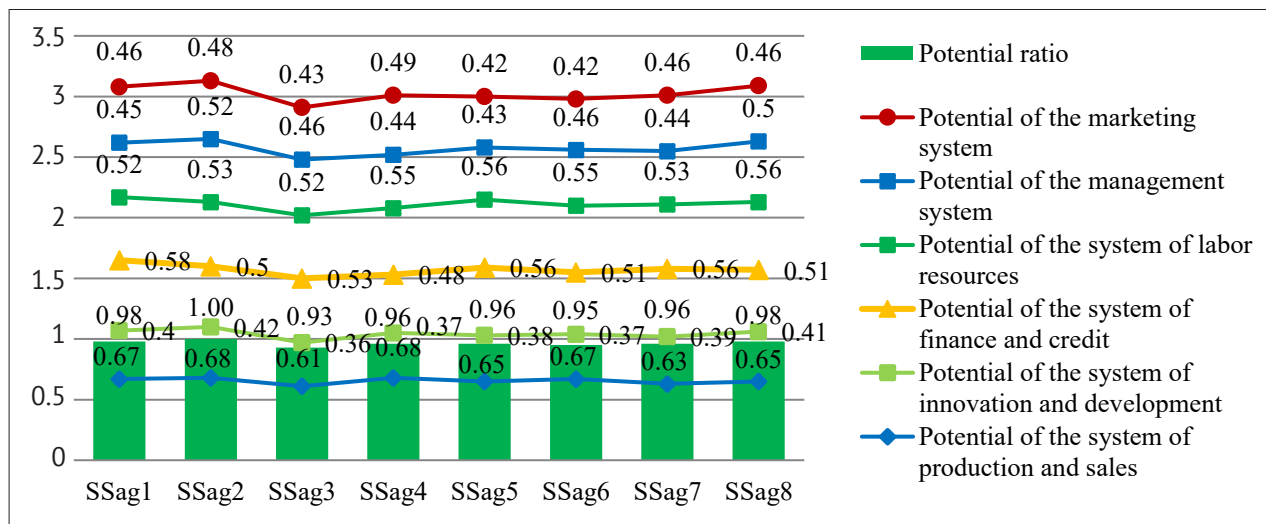 3.5
3
2.5
2
1.5
1
0.5
0
0.46 0.48 0.43 0.49 0.42 0.42 0.46 0.46
0.45 0.52 0.46 0.44 0.43 0.46 0.44 0.5
0.52 0.53 0.52 0.55 0.56 0.55 0.53 0.56
0.58 0.5 0.53 0.48 0.56 0.51 0.56 0.51
0.98 1.00 0.93 0.96 0.96 0.95 0.96 0.98
0.4 0.42 0.36 0.37 0.38 0.37 0.39 0.41
0.67 0.68 0.61 0.68 0.65 0.67 0.63 0.65
SSag1 SSag2 SSag3 SSag4 SSag5 SSag6 SSag7 SSag8
Potential ratio
Potential of the marketing
system
Potential of the management
system
Potential of the system of labor
resources
Potential of the system of
finance and credit
Potential of the system of
innovation and development
Potential of the system of
production and sales